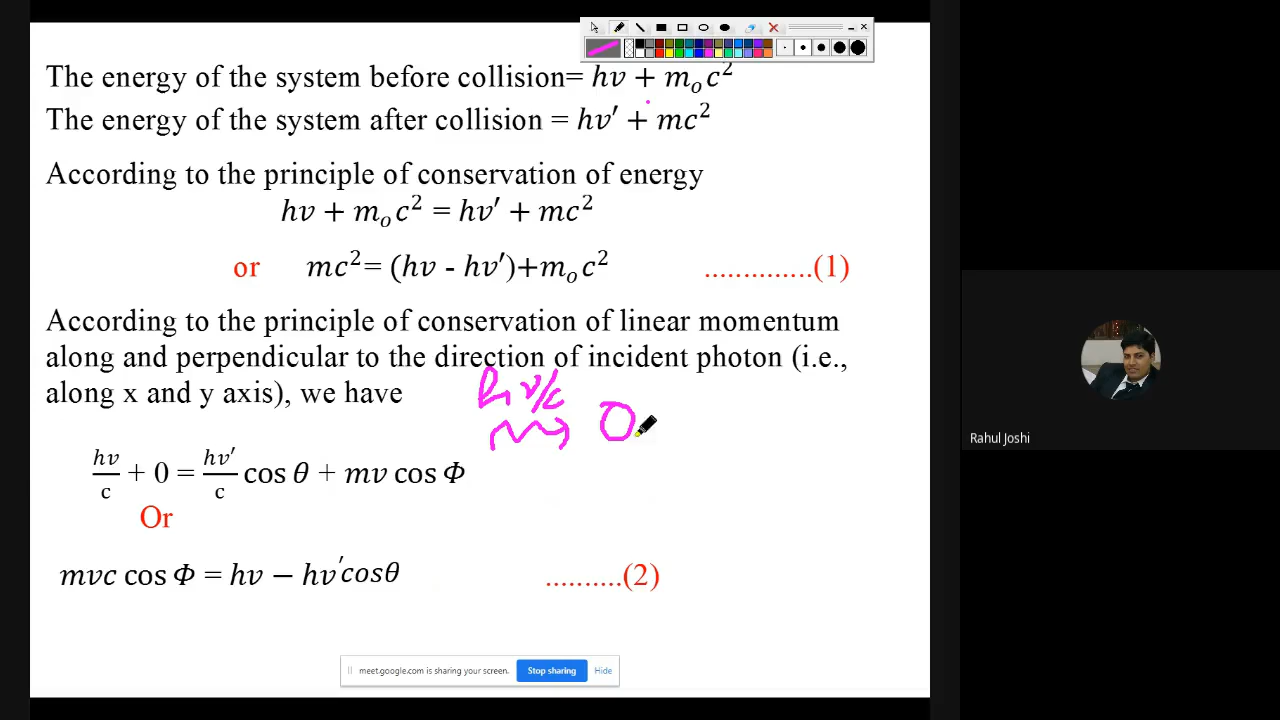 The energy of the system before collision= hν + mₒc²
The energy of the system after collision = hν′ + mc²
According to the principle of conservation of energy
hν + mₒc² = hν′ + mc²
or mc²= (hν - hν′)+mₒc² ..............(1)
According to the principle of conservation of linear momentum
along and perpendicular to the direction of incident photon (i.e.,
along x and y axis), we have
hν/c
hν/c + 0 = hν′/c cos θ + mv cos Φ
Or
mvc cos Φ = hν − hν′cosθ ..........(2)
Rahul Joshi
meet.google.com is sharing your screen. Stop sharing Hide